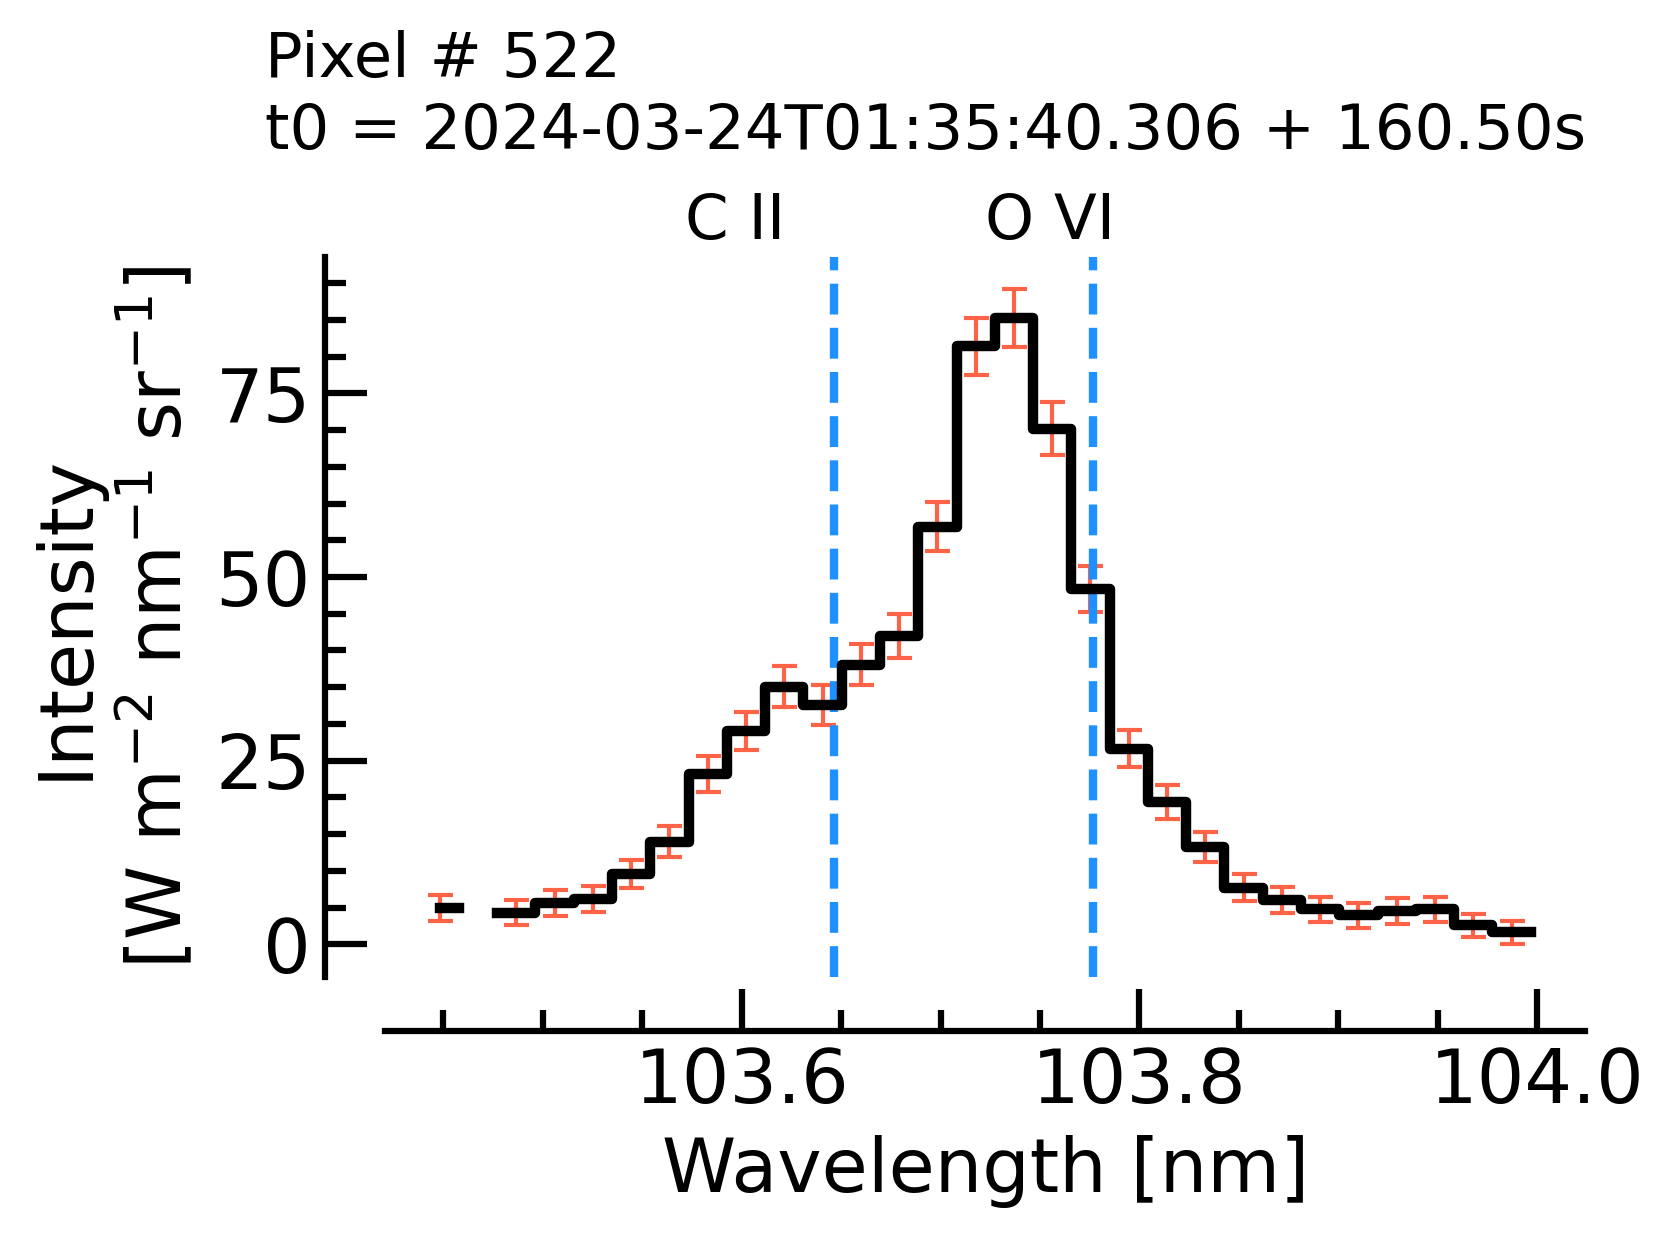 Pixel # 522
t0 = 2024-03-24T01:35:40.306 + 160.50s
C II O VI
Intensity
[W m⁻² nm⁻¹ sr⁻¹]
75
50
25
0
103.6 103.8 104.0
Wavelength [nm]